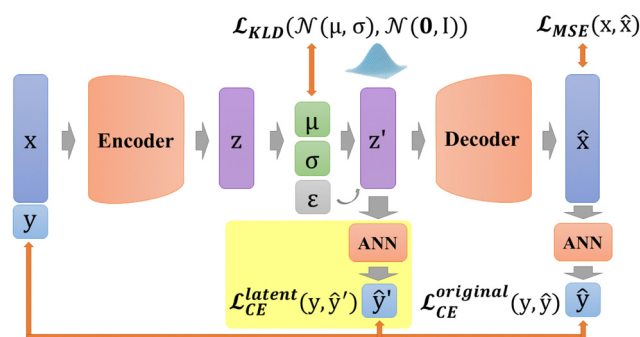 𝓛_KLD(𝒩(μ, σ), 𝒩(𝟎, I))
𝓛_MSE(x, x̂)
x
Encoder
z
μ
σ
ε
z'
Decoder
x̂
y
ANN
ANN
𝓛_CE^latent(y, ŷ')
ŷ'
𝓛_CE^original(y, ŷ)
ŷ